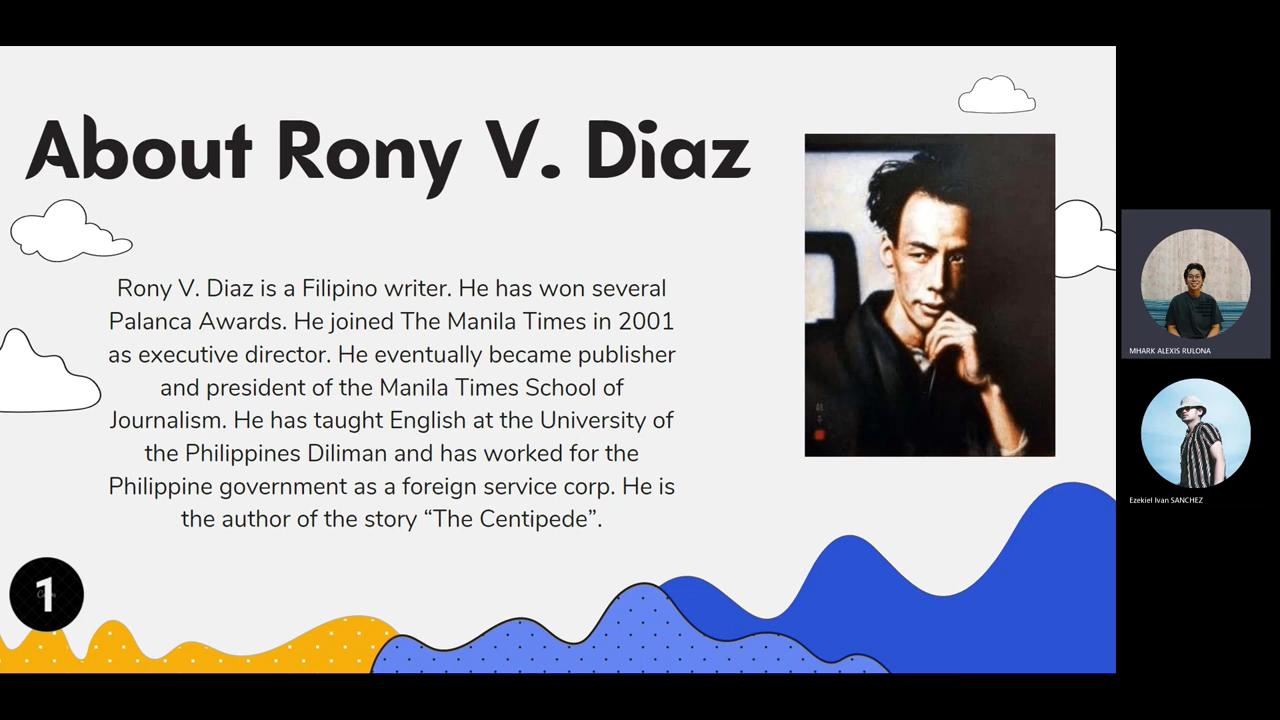 About Rony V. Diaz
Rony V. Diaz is a Filipino writer. He has won several
Palanca Awards. He joined The Manila Times in 2001
as executive director. He eventually became publisher
and president of the Manila Times School of
Journalism. He has taught English at the University of
the Philippines Diliman and has worked for the
Philippine government as a foreign service corp. He is
the author of the story “The Centipede”.
1
MHARK ALEXIS RULONA
Ezekiel Ivan SANCHEZ